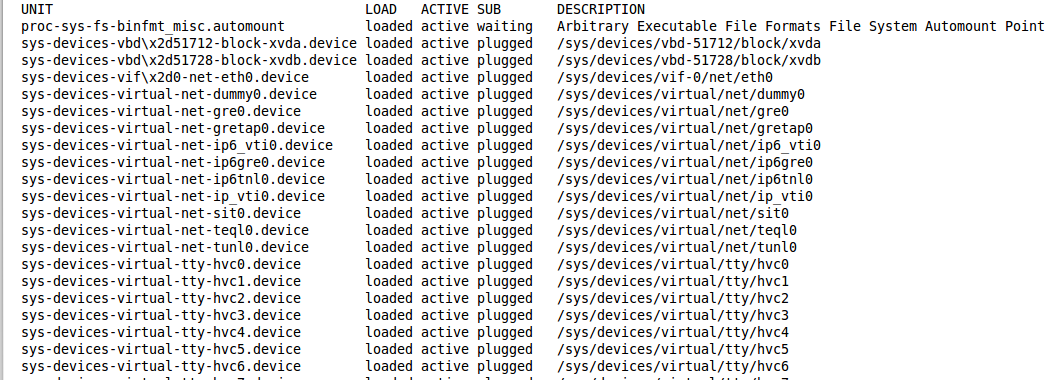 UNIT LOAD ACTIVE SUB DESCRIPTION
proc-sys-fs-binfmt_misc.automount loaded active waiting Arbitrary Executable File Formats File System Automount Point
sys-devices-vbd\x2d51712-block-xvda.device loaded active plugged /sys/devices/vbd-51712/block/xvda
sys-devices-vbd\x2d51728-block-xvdb.device loaded active plugged /sys/devices/vbd-51728/block/xvdb
sys-devices-vif\x2d0-net-eth0.device loaded active plugged /sys/devices/vif-0/net/eth0
sys-devices-virtual-net-dummy0.device loaded active plugged /sys/devices/virtual/net/dummy0
sys-devices-virtual-net-gre0.device loaded active plugged /sys/devices/virtual/net/gre0
sys-devices-virtual-net-gretap0.device loaded active plugged /sys/devices/virtual/net/gretap0
sys-devices-virtual-net-ip6_vti0.device loaded active plugged /sys/devices/virtual/net/ip6_vti0
sys-devices-virtual-net-ip6gre0.device loaded active plugged /sys/devices/virtual/net/ip6gre0
sys-devices-virtual-net-ip6tnl0.device loaded active plugged /sys/devices/virtual/net/ip6tnl0
sys-devices-virtual-net-ip_vti0.device loaded active plugged /sys/devices/virtual/net/ip_vti0
sys-devices-virtual-net-sit0.device loaded active plugged /sys/devices/virtual/net/sit0
sys-devices-virtual-net-teql0.device loaded active plugged /sys/devices/virtual/net/teql0
sys-devices-virtual-net-tunl0.device loaded active plugged /sys/devices/virtual/net/tunl0
sys-devices-virtual-tty-hvc0.device loaded active plugged /sys/devices/virtual/tty/hvc0
sys-devices-virtual-tty-hvc1.device loaded active plugged /sys/devices/virtual/tty/hvc1
sys-devices-virtual-tty-hvc2.device loaded active plugged /sys/devices/virtual/tty/hvc2
sys-devices-virtual-tty-hvc3.device loaded active plugged /sys/devices/virtual/tty/hvc3
sys-devices-virtual-tty-hvc4.device loaded active plugged /sys/devices/virtual/tty/hvc4
sys-devices-virtual-tty-hvc5.device loaded active plugged /sys/devices/virtual/tty/hvc5
sys-devices-virtual-tty-hvc6.device loaded active plugged /sys/devices/virtual/tty/hvc6